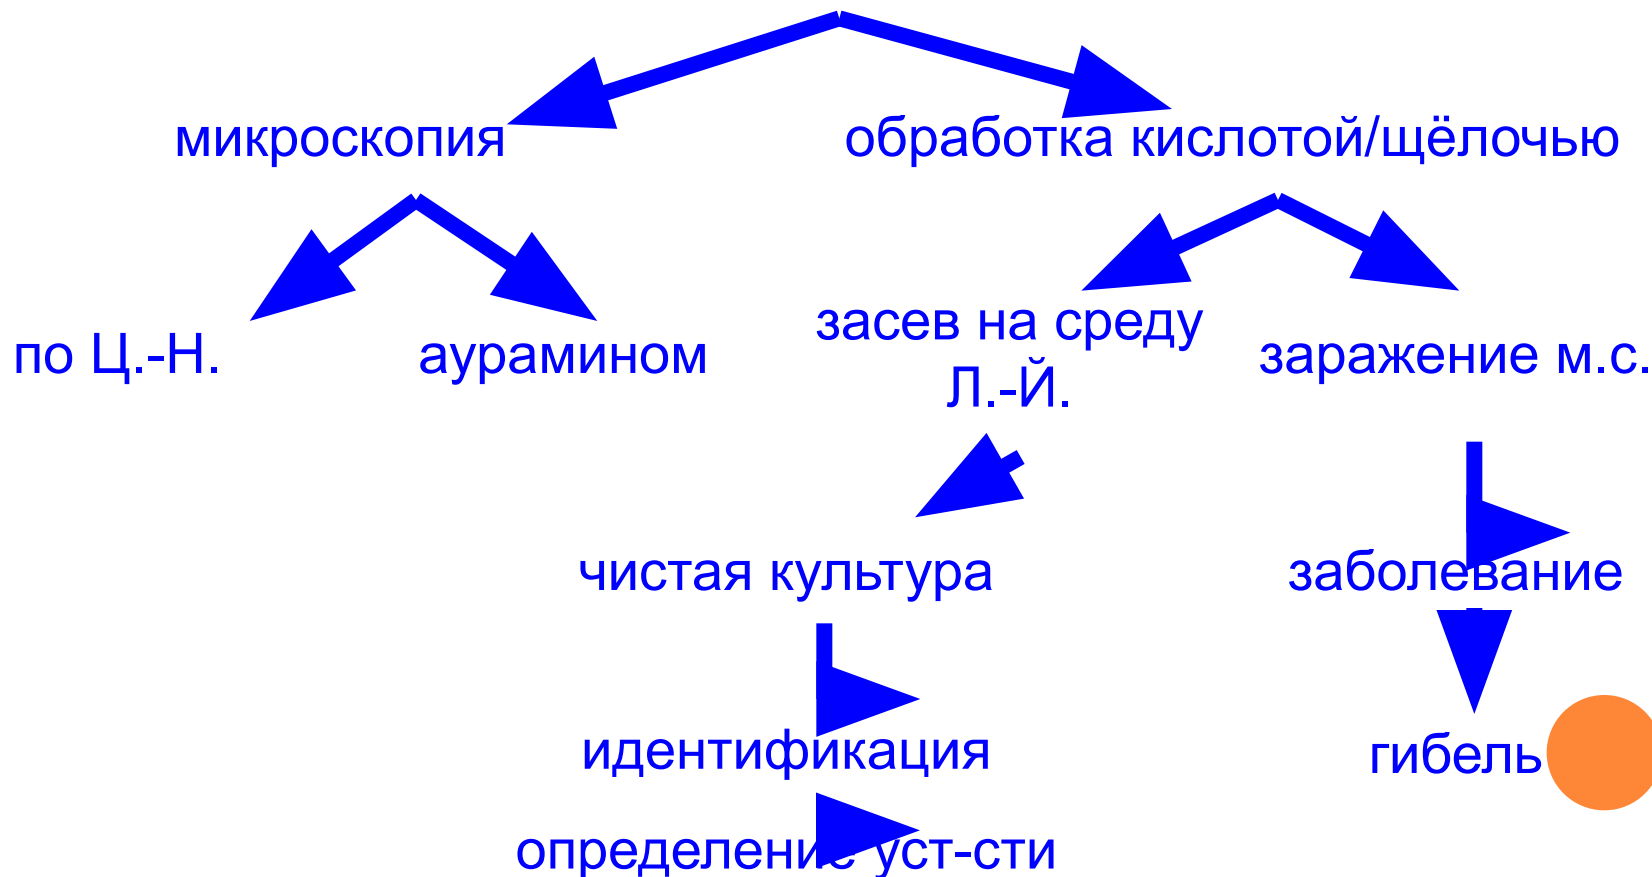 микроскопия
обработка кислотой/щёлочью
по Ц.-Н.
аурамином
засев на среду
Л.-Й.
заражение м.с.
чистая культура
заболевание
идентификация
гибель
определение уст-сти